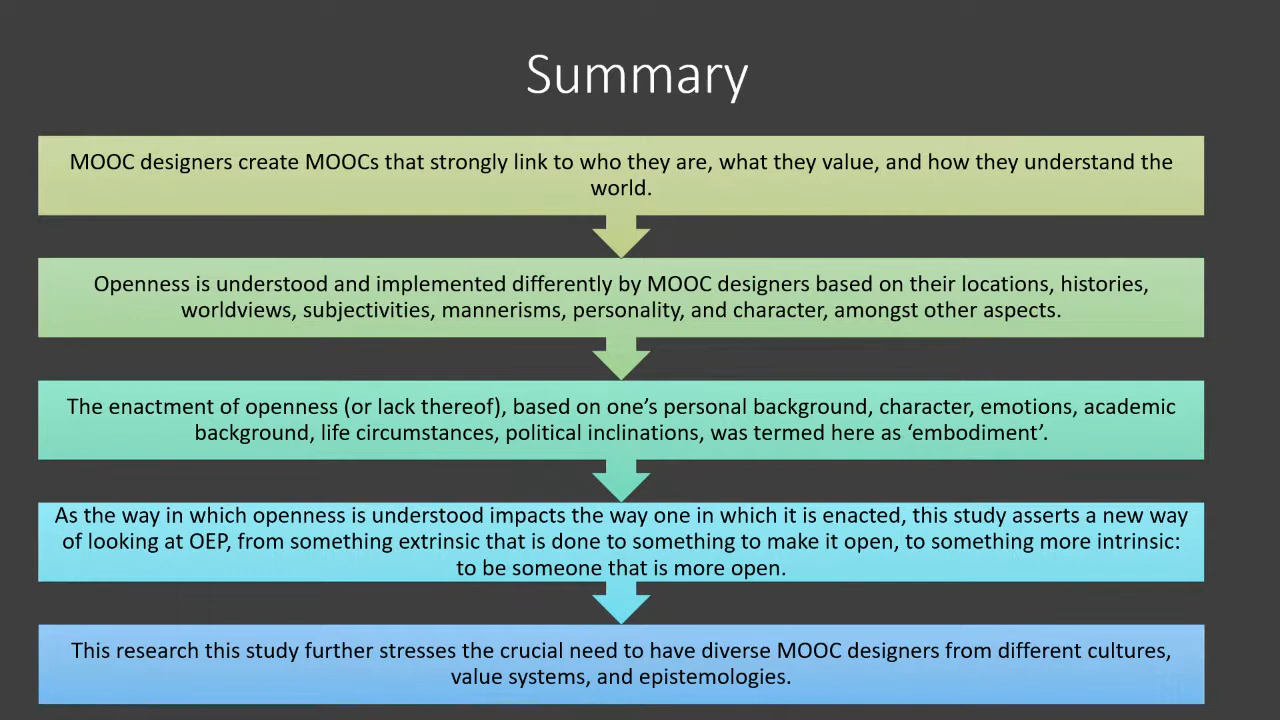 Summary
MOOC designers create MOOCs that strongly link to who they are, what they value, and how they understand the
world.
Openness is understood and implemented differently by MOOC designers based on their locations, histories,
worldviews, subjectivities, mannerisms, personality, and character, amongst other aspects.
The enactment of openness (or lack thereof), based on one’s personal background, character, emotions, academic
background, life circumstances, political inclinations, was termed here as ‘embodiment’.
As the way in which openness is understood impacts the way one in which it is enacted, this study asserts a new way
of looking at OEP, from something extrinsic that is done to something to make it open, to something more intrinsic:
to be someone that is more open.
This research this study further stresses the crucial need to have diverse MOOC designers from different cultures,
value systems, and epistemologies.